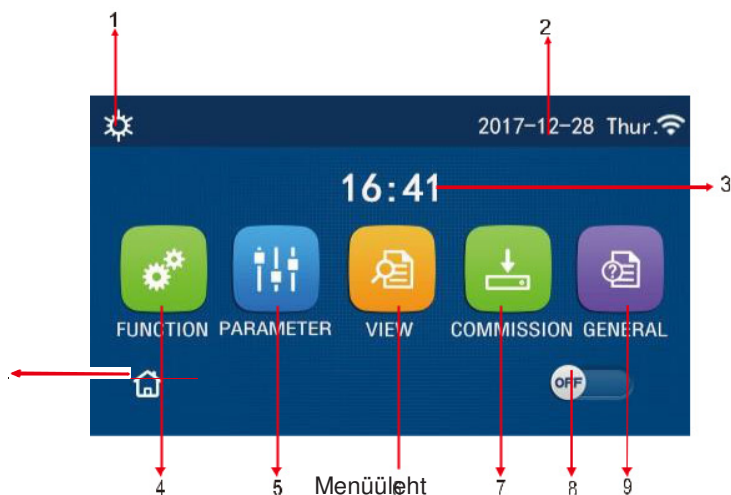 1
2
2017-12-28 Thur.
16:41
3
FUNCTION PARAMETER VIEW COMMISSION GENERAL
OFF
4 5 Menüüleht 7 8 9